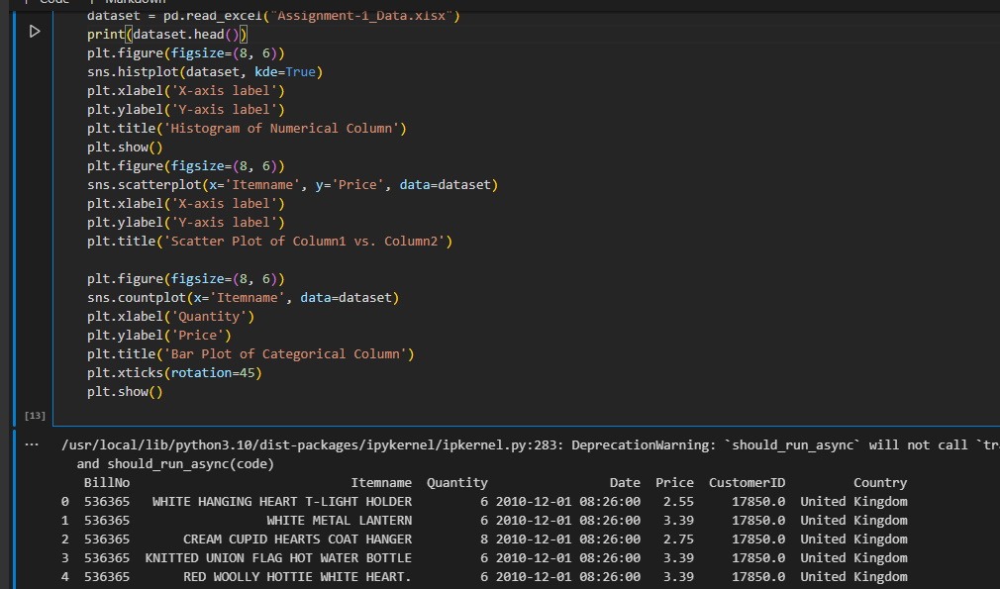 Code Markdown
dataset = pd.read_excel("Assignment-1_Data.xlsx")
print(dataset.head())
plt.figure(figsize=(8, 6))
sns.histplot(dataset, kde=True)
plt.xlabel('X-axis label')
plt.ylabel('Y-axis label')
plt.title('Histogram of Numerical Column')
plt.show()
plt.figure(figsize=(8, 6))
sns.scatterplot(x='Itemname', y='Price', data=dataset)
plt.xlabel('X-axis label')
plt.ylabel('Y-axis label')
plt.title('Scatter Plot of Column1 vs. Column2')
plt.figure(figsize=(8, 6))
sns.countplot(x='Itemname', data=dataset)
plt.xlabel('Quantity')
plt.ylabel('Price')
plt.title('Bar Plot of Categorical Column')
plt.xticks(rotation=45)
plt.show()
[13]
... /usr/local/lib/python3.10/dist-packages/ipykernel/ipkernel.py:283: DeprecationWarning: `should_run_async` will not call `tr
and should_run_async(code)
BillNo Itemname Quantity Date Price CustomerID Country
0 536365 WHITE HANGING HEART T-LIGHT HOLDER 6 2010-12-01 08:26:00 2.55 17850.0 United Kingdom
1 536365 WHITE METAL LANTERN 6 2010-12-01 08:26:00 3.39 17850.0 United Kingdom
2 536365 CREAM CUPID HEARTS COAT HANGER 8 2010-12-01 08:26:00 2.75 17850.0 United Kingdom
3 536365 KNITTED UNION FLAG HOT WATER BOTTLE 6 2010-12-01 08:26:00 3.39 17850.0 United Kingdom
4 536365 RED WOOLLY HOTTIE WHITE HEART. 6 2010-12-01 08:26:00 3.39 17850.0 United Kingdom